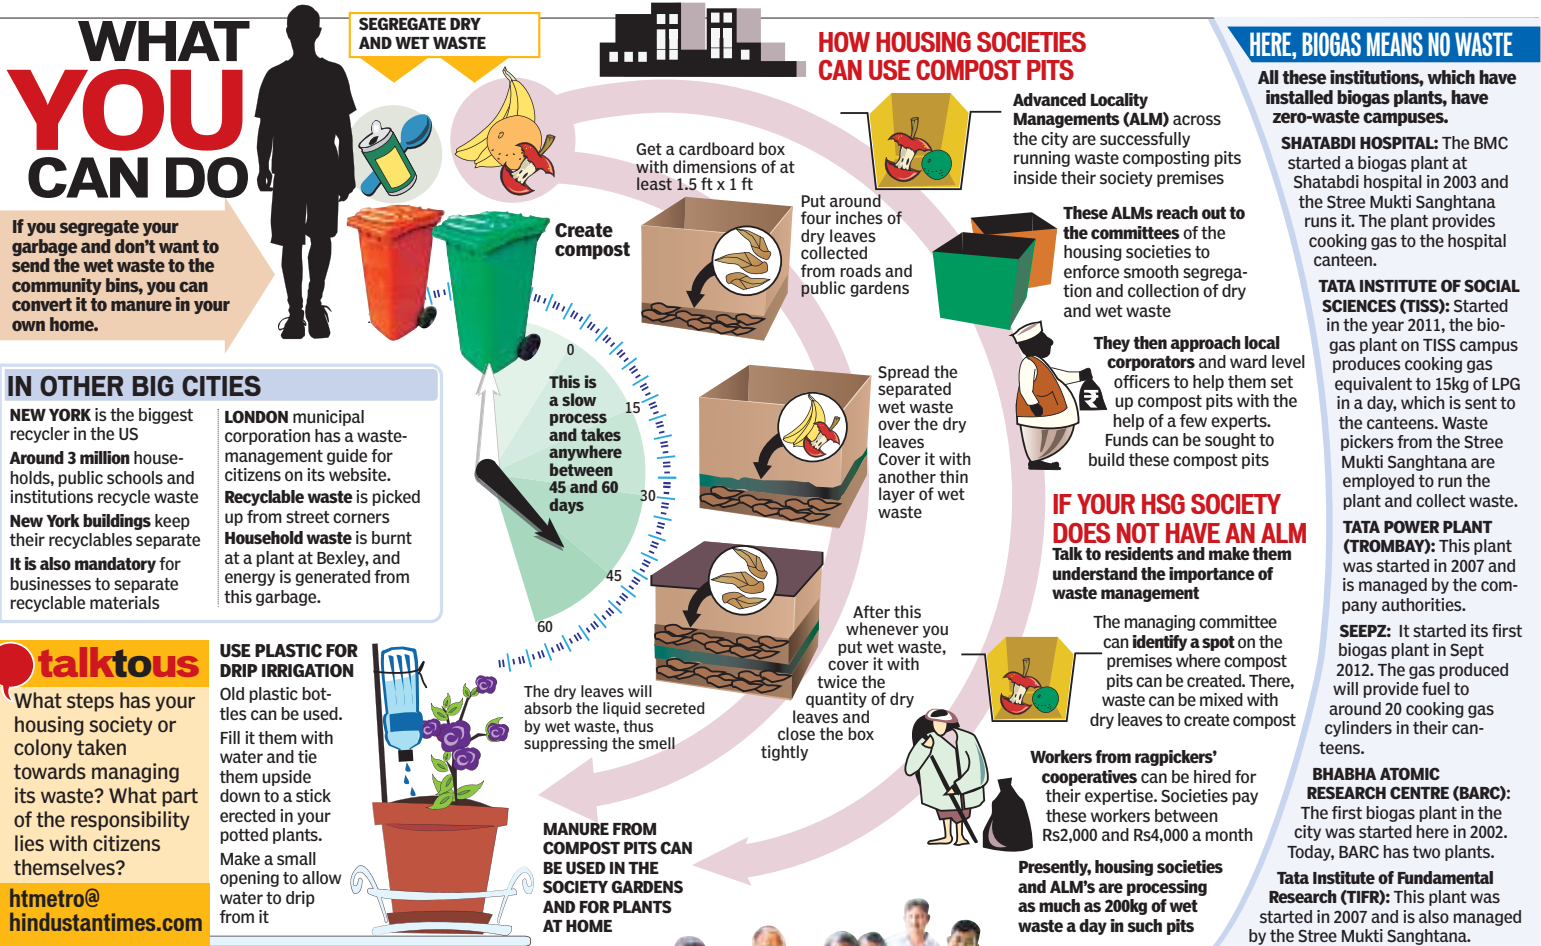 WHAT
YOU
CAN DO
If you segregate your
garbage and don't want to
send the wet waste to the
community bins, you can
convert it to manure in your
own home.
SEGREGATE DRY
AND WET WASTE
Create
compost
0
15
30
45
60
This is
a slow
process
and takes
anywhere
between
45 and 60
days
Get a cardboard box
with dimensions of at
least 1.5 ft x 1 ft
Put around
four inches of
dry leaves
collected
from roads and
public gardens
Spread the
separated
wet waste
over the dry
leaves
Cover it with
another thin
layer of wet
waste
After this
whenever you
put wet waste,
cover it with
twice the
quantity of dry
leaves and
close the box
tightly
The dry leaves will
absorb the liquid secreted
by wet waste, thus
suppressing the smell
MANURE FROM
COMPOST PITS CAN
BE USED IN THE
SOCIETY GARDENS
AND FOR PLANTS
AT HOME
IN OTHER BIG CITIES
NEW YORK is the biggest
recycler in the US
Around 3 million house-
holds, public schools and
institutions recycle waste
New York buildings keep
their recyclables separate
It is also mandatory for
businesses to separate
recyclable materials
LONDON municipal
corporation has a waste-
management guide for
citizens on its website.
Recyclable waste is picked
up from street corners
Household waste is burnt
at a plant at Bexley, and
energy is generated from
this garbage.
talktous
What steps has your
housing society or
colony taken
towards managing
its waste? What part
of the responsibility
lies with citizens
themselves?
htmetro@
hindustantimes.com
USE PLASTIC FOR
DRIP IRRIGATION
Old plastic bot-
tles can be used.
Fill it them with
water and tie
them upside
down to a stick
erected in your
potted plants.
Make a small
opening to allow
water to drip
from it
HOW HOUSING SOCIETIES
CAN USE COMPOST PITS
Advanced Locality
Managements (ALM) across
the city are successfully
running waste composting pits
inside their society premises
These ALMs reach out to
the committees of the
housing societies to
enforce smooth segrega-
tion and collection of dry
and wet waste
They then approach local
corporators and ward level
officers to help them set
up compost pits with the
help of a few experts.
Funds can be sought to
build these compost pits
₹
IF YOUR HSG SOCIETY
DOES NOT HAVE AN ALM
Talk to residents and make them
understand the importance of
waste management
The managing committee
can identify a spot on the
premises where compost
pits can be created. There,
waste can be mixed with
dry leaves to create compost
Workers from ragpickers'
cooperatives can be hired for
their expertise. Societies pay
these workers between
Rs2,000 and Rs4,000 a month
Presently, housing societies
and ALM's are processing
as much as 200kg of wet
waste a day in such pits
HERE, BIOGAS MEANS NO WASTE
All these institutions, which have
installed biogas plants, have
zero-waste campuses.
SHATABDI HOSPITAL: The BMC
started a biogas plant at
Shatabdi hospital in 2003 and
the Stree Mukti Sanghtana
runs it. The plant provides
cooking gas to the hospital
canteen.
TATA INSTITUTE OF SOCIAL
SCIENCES (TISS): Started
in the year 2011, the bio-
gas plant on TISS campus
produces cooking gas
equivalent to 15kg of LPG
in a day, which is sent to
the canteens. Waste
pickers from the Stree
Mukti Sanghtana are
employed to run the
plant and collect waste.
TATA POWER PLANT
(TROMBAY): This plant
was started in 2007 and
is managed by the com-
pany authorities.
SEEPZ: It started its first
biogas plant in Sept
2012. The gas produced
will provide fuel to
around 20 cooking gas
cylinders in their can-
teens.
BHABHA ATOMIC
RESEARCH CENTRE (BARC):
The first biogas plant in the
city was started here in 2002.
Today, BARC has two plants.
Tata Institute of Fundamental
Research (TIFR): This plant was
started in 2007 and is also managed
by the Stree Mukti Sanghtana.